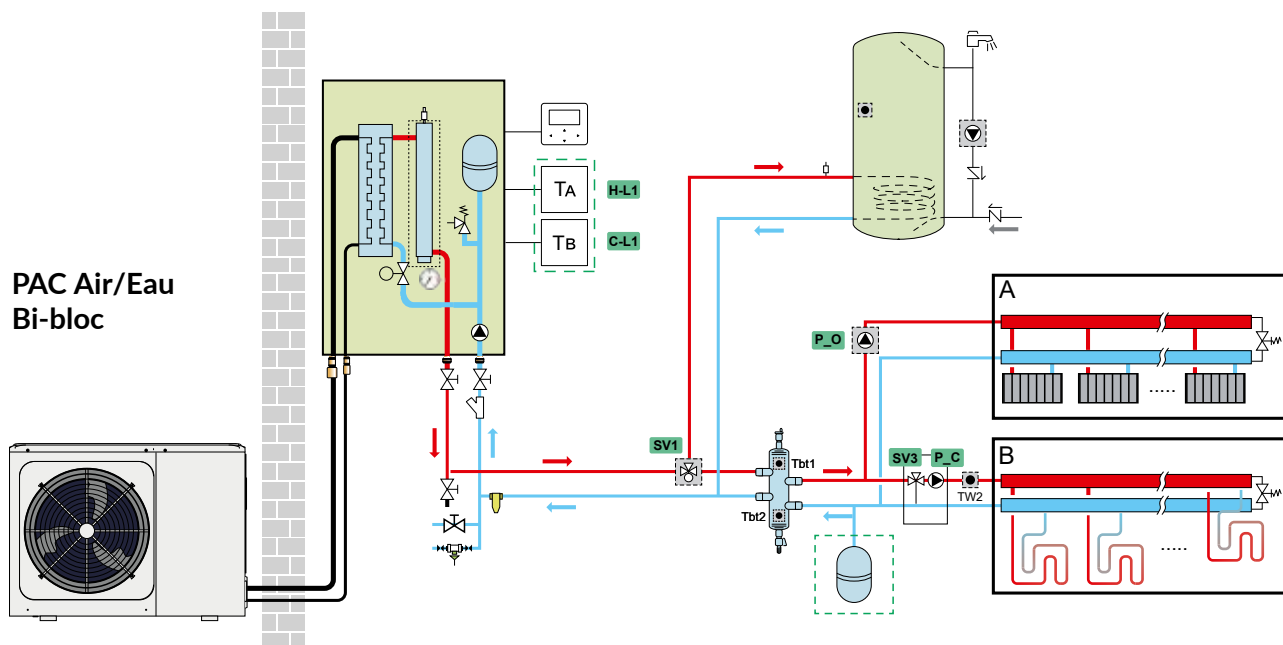 PAC Air/Eau
Bi-bloc
TA
H-L1
TB
C-L1
A
P_O
B
SV1
Tbt1
SV3
P_C
TW2
Tbt2
.....
.....